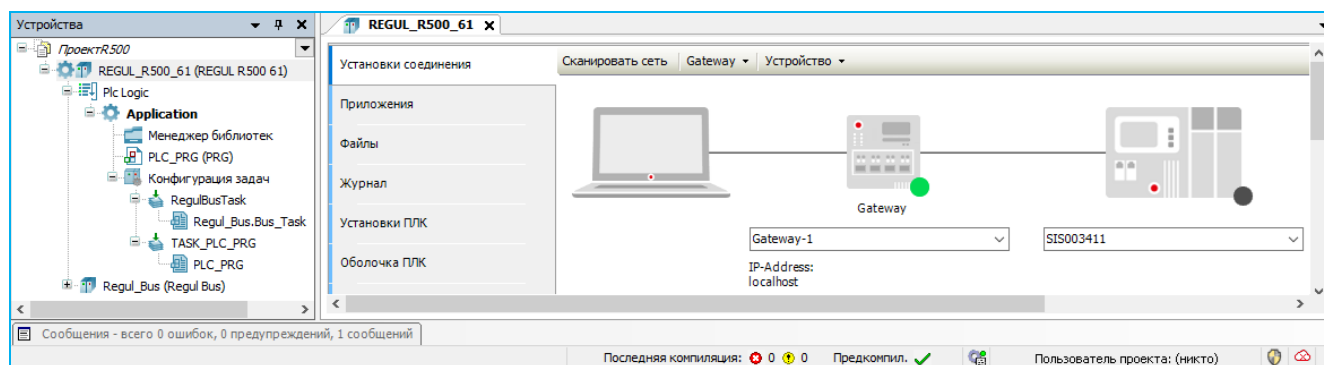 Устройства
ПроектR500
REGUL_R500_61 (REGUL R500 61)
Plc Logic
Application
Менеджер библиотек
PLC_PRG (PRG)
Конфигурация задач
RegulBusTask
Regul_Bus.Bus_Task
TASK_PLC_PRG
PLC_PRG
Regul_Bus (Regul Bus)
REGUL_R500_61
Установки соединения
Приложения
Файлы
Журнал
Установки ПЛК
Оболочка ПЛК
Сканировать сеть Gateway Устройство
Gateway
Gateway-1
SIS003411
IP-Address:
localhost
Сообщения - всего 0 ошибок, 0 предупреждений, 1 сообщений
Последняя компиляция: 0 0 Предкомпил. Пользователь проекта: (никто)